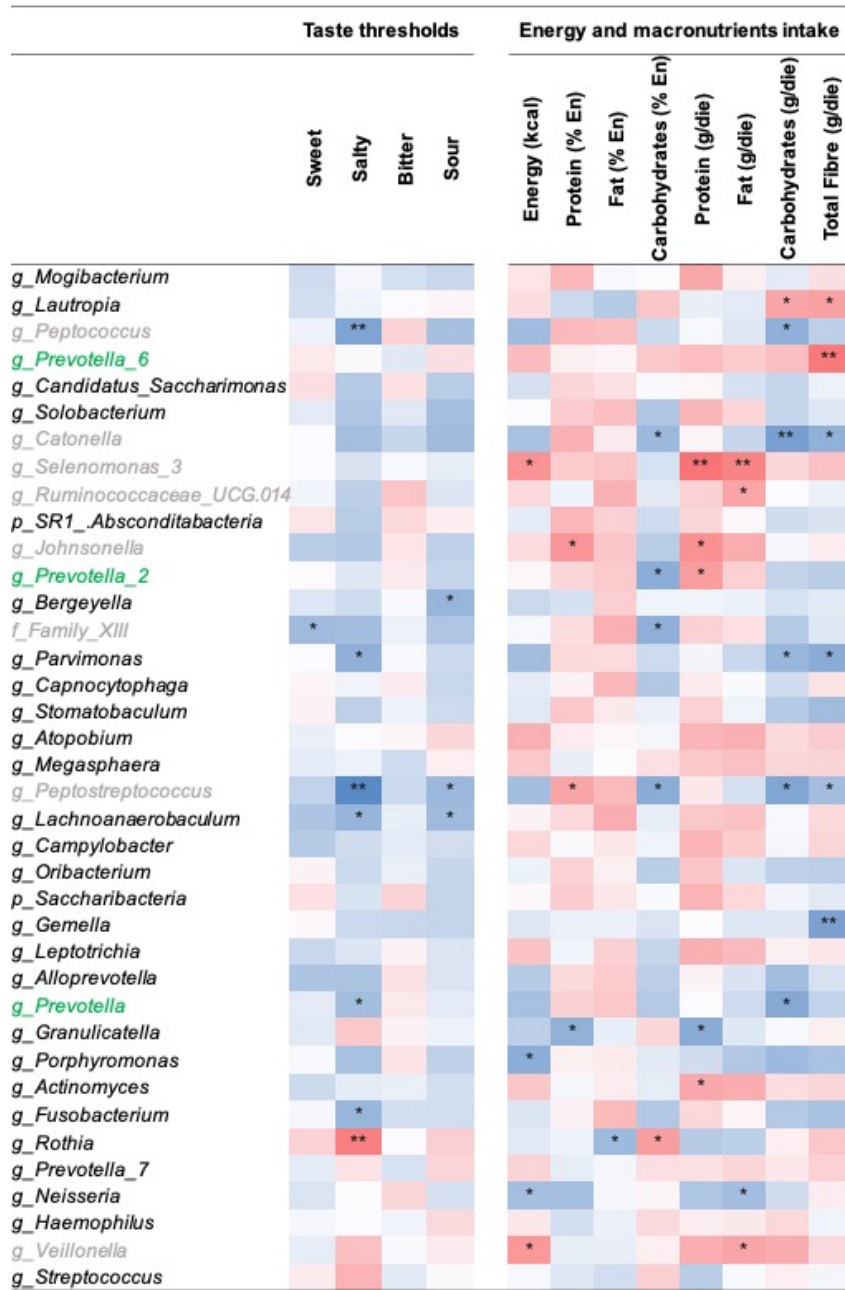 Taste thresholds Energy and macronutrients intake
Sweet Salty Bitter Sour Energy (kcal) Protein (% En) Fat (% En) Carbohydrates (% En) Protein (g/die) Fat (g/die) Carbohydrates (g/die) Total Fibre (g/die)
g_Mogibacterium
g_Lautropia * *
g_Peptococcus ** *
g_Prevotella_6 **
g_Candidatus_Saccharimonas
g_Solobacterium
g_Catonella * ** *
g_Selenomonas_3 * ** **
g_Ruminococcaceae_UCG.014 *
p_SR1_.Absconditabacteria
g_Johnsonella * *
g_Prevotella_2 * *
g_Bergeyella *
f_Family_XIII * *
g_Parvimonas * * *
g_Capnocytophaga
g_Stomatobaculum
g_Atopobium
g_Megasphaera
g_Peptostreptococcus ** * * * * *
g_Lachnoanaerobaculum * *
g_Campylobacter
g_Oribacterium
p_Saccharibacteria
g_Gemella **
g_Leptotrichia
g_Alloprevotella
g_Prevotella * *
g_Granulicatella * *
g_Porphyromonas *
g_Actinomyces *
g_Fusobacterium *
g_Rothia ** * *
g_Prevotella_7
g_Neisseria * *
g_Haemophilus
g_Veillonella * *
g_Streptococcus